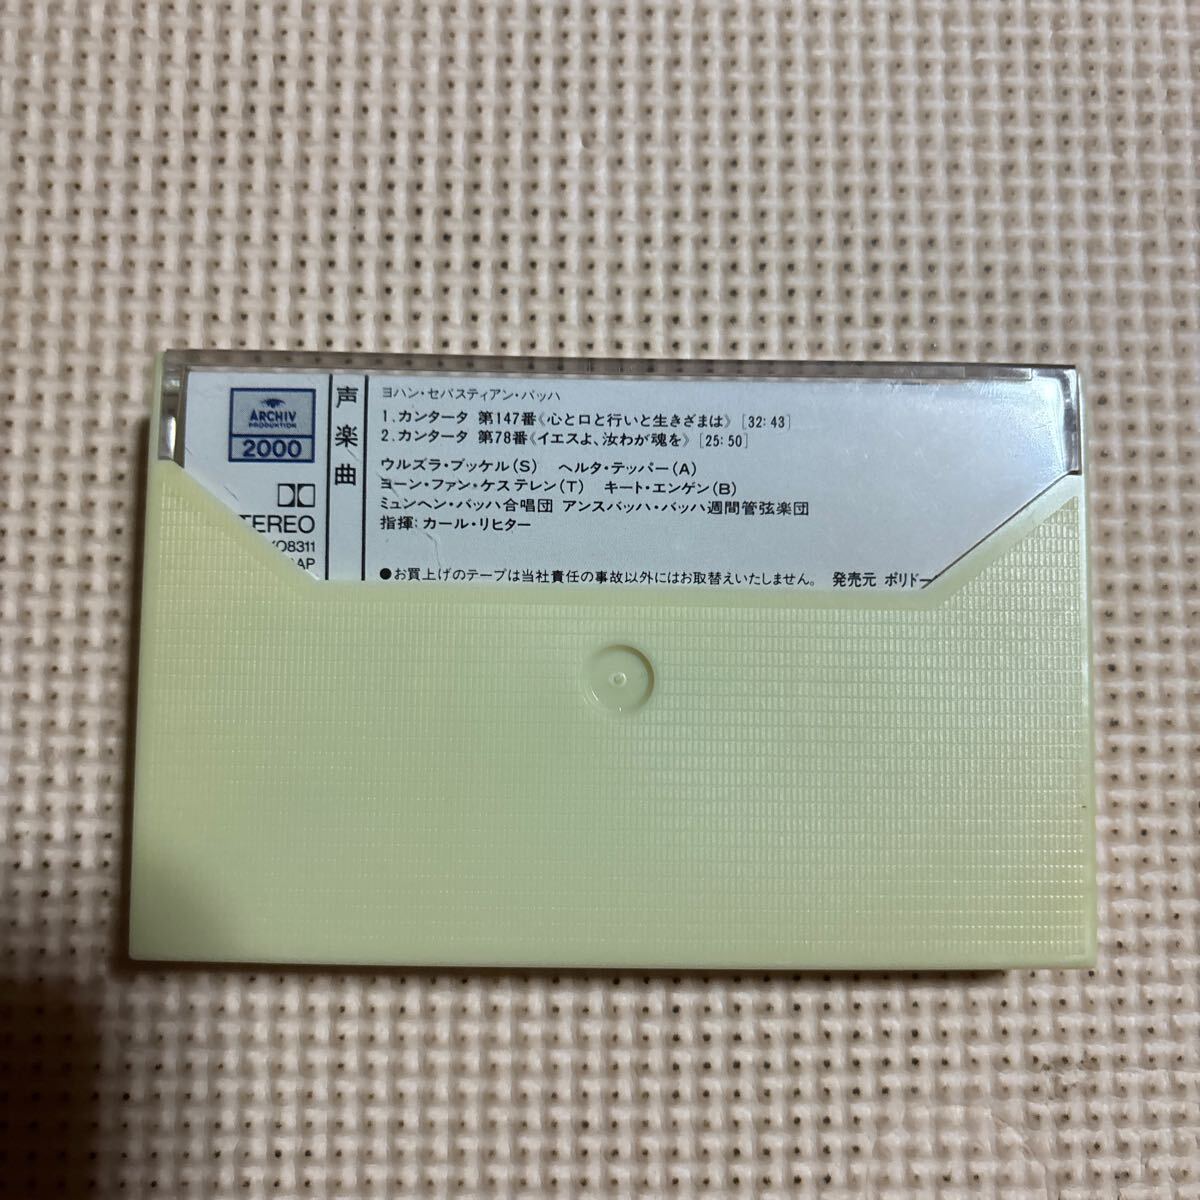 ARCHIV
PRODUKTION
2000
TEREO
O8311
AP
声楽曲
ヨハン・セバスティアン・バッハ
1.カンタータ 第147番《心と口と行いと生きざまは》[32:43]
2.カンタータ 第78番《イエスよ、汝わが魂を》[25:50]
ウルズラ・ブッケル(S) ヘルタ・テッパー(A)
ヨーン・ファン・ケステレン(T) キート・エンゲン(B)
ミュンヘン・バッハ合唱団 アンスバッハ・バッハ週間管弦楽団
指揮:カール・リヒター
●お買上げのテープは当社責任の事故以外にはお取替えいたしません。 発売元 ポリドー